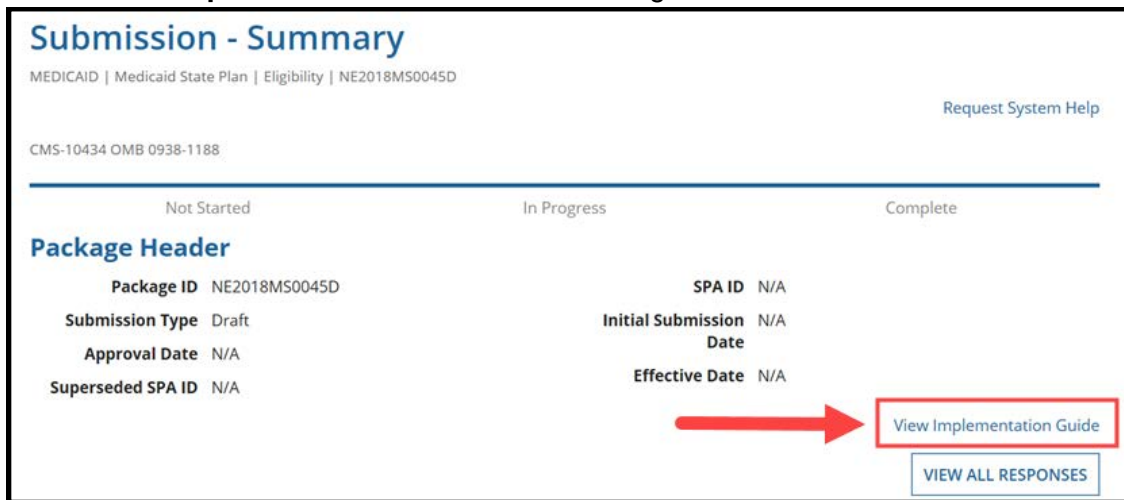 Submission - Summary
MEDICAID | Medicaid State Plan | Eligibility | NE2018MS0045D
Request System Help
CMS-10434 OMB 0938-1188
Not Started In Progress Complete
Package Header
Package ID NE2018MS0045D
Submission Type Draft
Approval Date N/A
Superseded SPA ID N/A
SPA ID N/A
Initial Submission N/A
Date
Effective Date N/A
View Implementation Guide
VIEW ALL RESPONSES